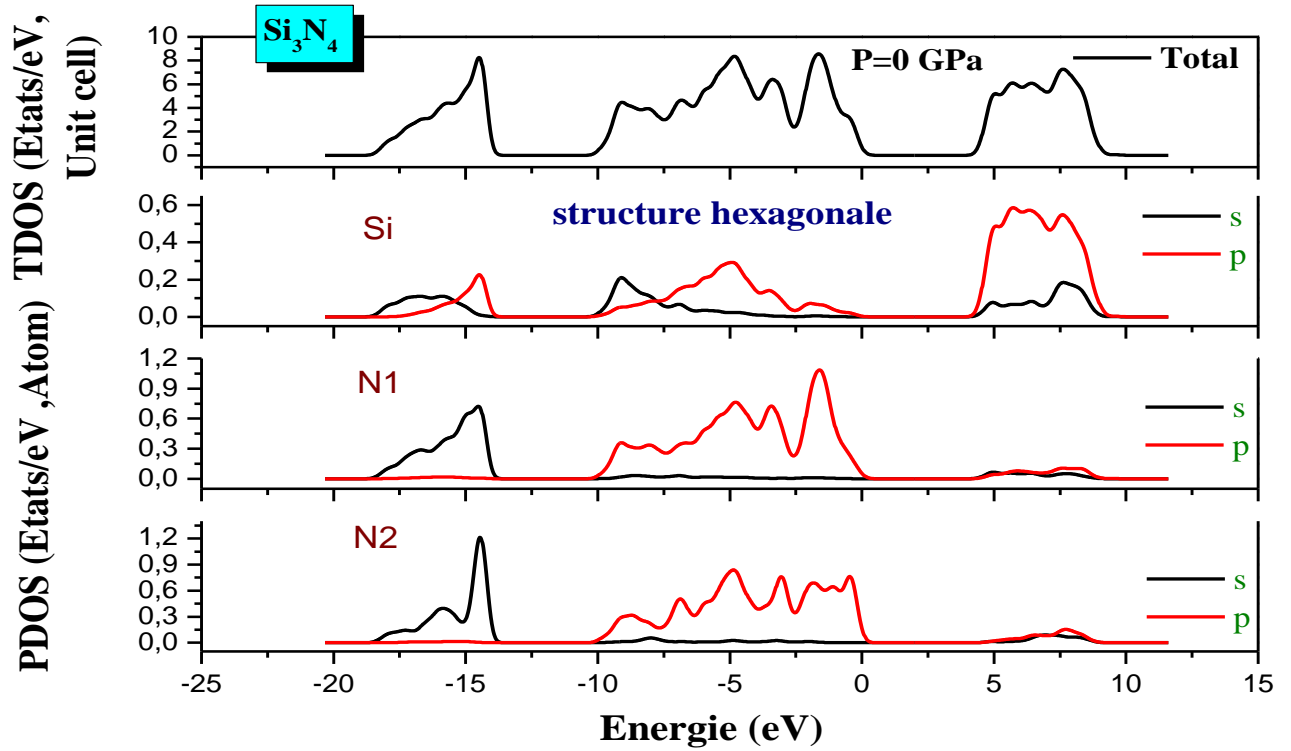 Si3N4
P=0 GPa
Total
TDOS (Etats/eV,
Unit cell)
10
8
6
4
2
0
structure hexagonale
Si
s
p
0,6
0,4
0,2
0,0
PDOS (Etats/eV ,Atom)
N1
s
p
1,2
0,9
0,6
0,3
0,0
N2
s
p
1,2
0,9
0,6
0,3
0,0
-25 -20 -15 -10 -5 0 5 10 15
Energie (eV)